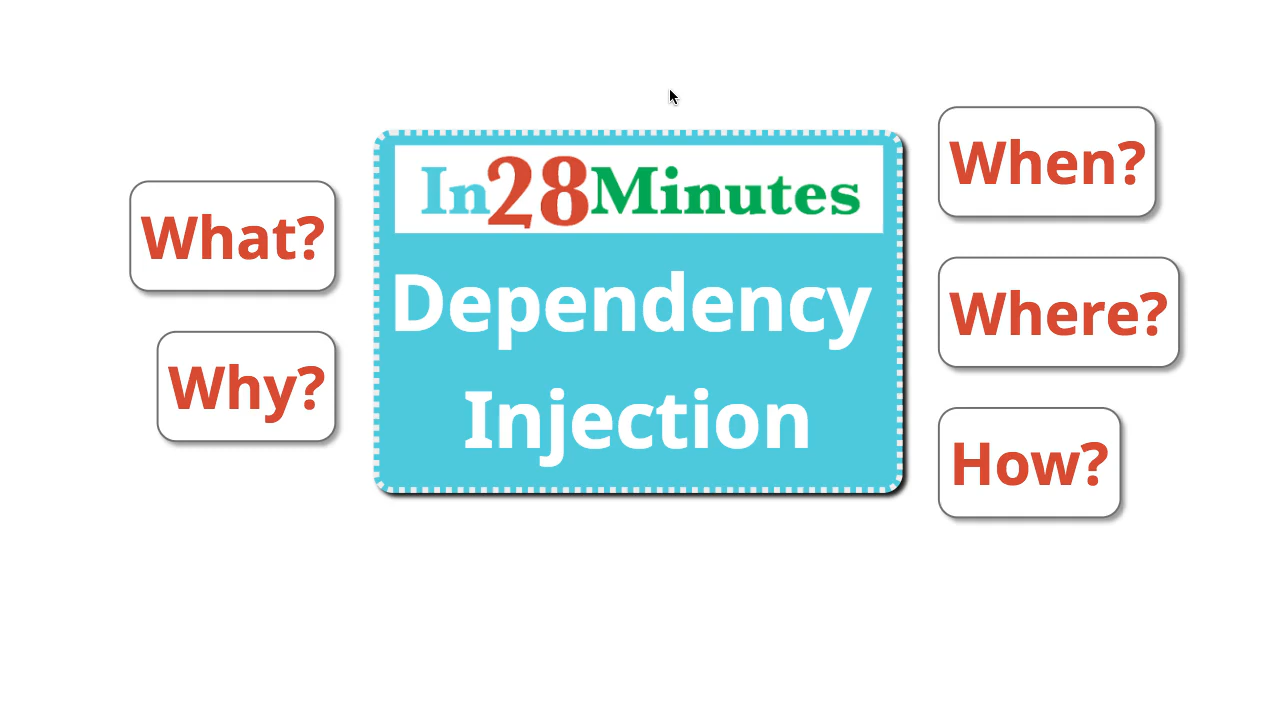 In28Minutes
Dependency
Injection
What?
Why?
When?
Where?
How?